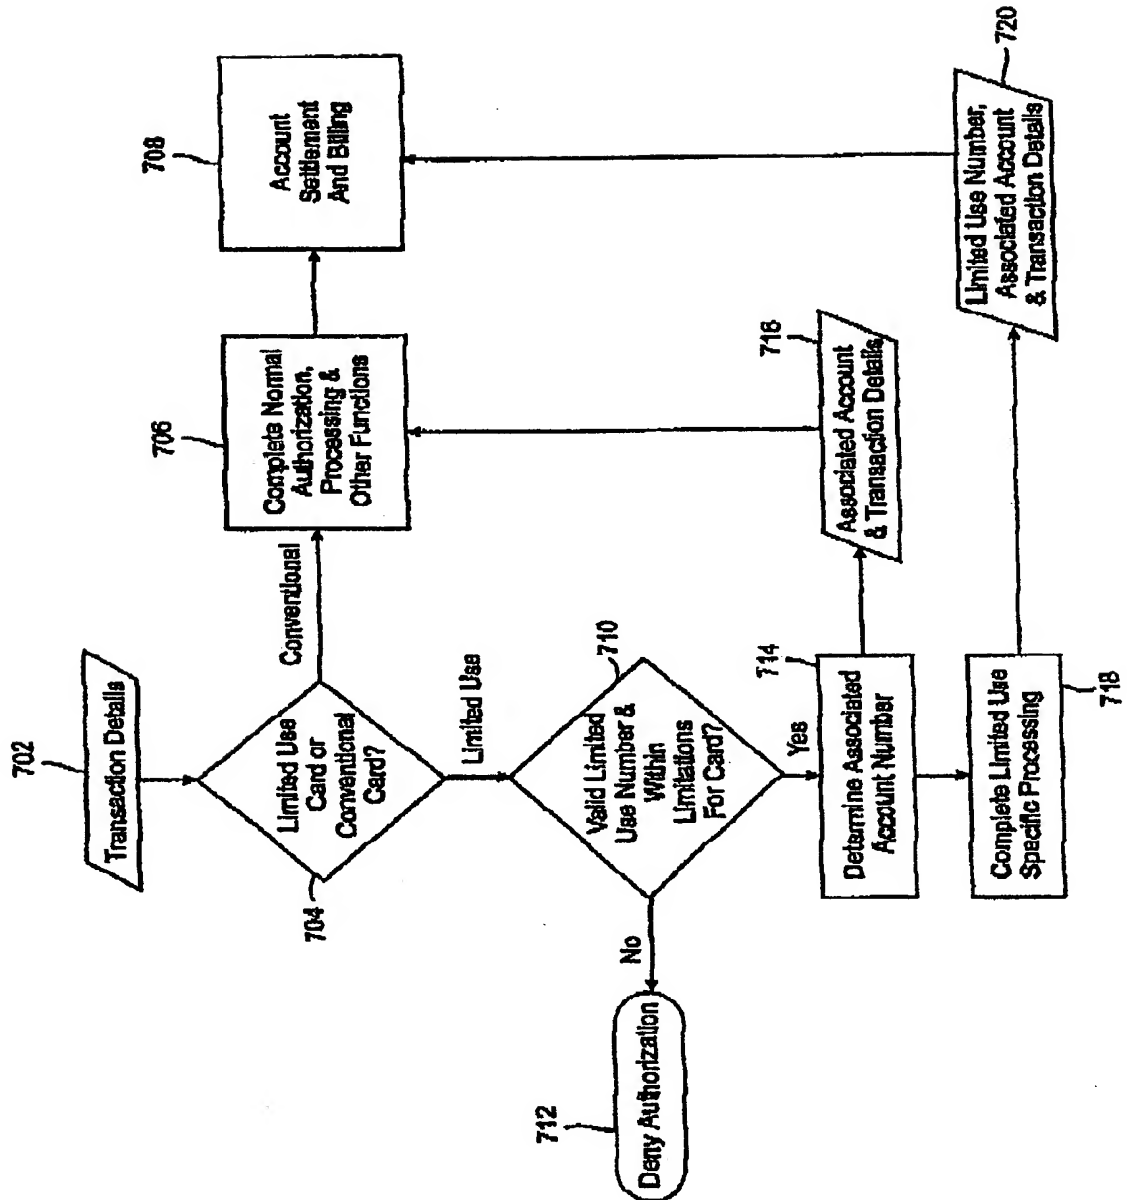 702
Transaction Details
704
Limited Use
Card or
Conventional
Card?
Conventional
706
Complete Normal
Authorization,
Processing &
Other Functions
708
Account
Settlement
And Billing
Limited Use
710
Valid Limited
Use Number &
Within
Limitations
For Card?
No
712
Deny Authorization
Yes
714
Determine Associated
Account Number
716
Associated Account
& Transaction Details
718
Complete Limited Use
Specific Processing
720
Limited Use Number,
Associated Account
& Transaction Details